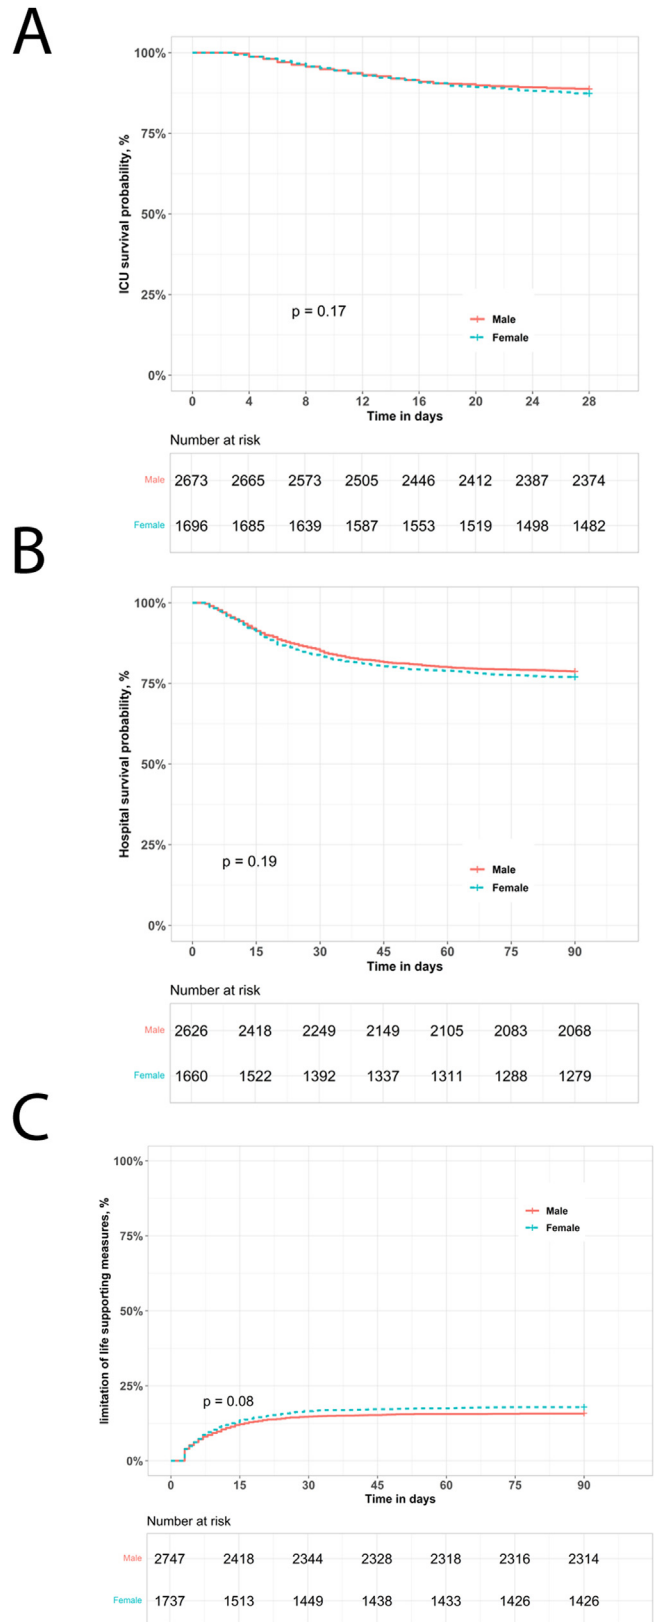 A
100%
75%
50%
25%
0%
ICU survival probability, %
p = 0.17
Male
Female
0 4 8 12 16 20 24 28
Time in days
Number at risk
Male 2673 2665 2573 2505 2446 2412 2387 2374
Female 1696 1685 1639 1587 1553 1519 1498 1482
B
100%
75%
50%
25%
0%
Hospital survival probability, %
p = 0.19
Male
Female
0 15 30 45 60 75 90
Time in days
Number at risk
Male 2626 2418 2249 2149 2105 2083 2068
Female 1660 1522 1392 1337 1311 1288 1279
C
100%
75%
50%
25%
0%
limitation of life supporting measures, %
Male
Female
p = 0.08
0 15 30 45 60 75 90
Time in days
Number at risk
Male 2747 2418 2344 2328 2318 2316 2314
Female 1737 1513 1449 1438 1433 1426 1426